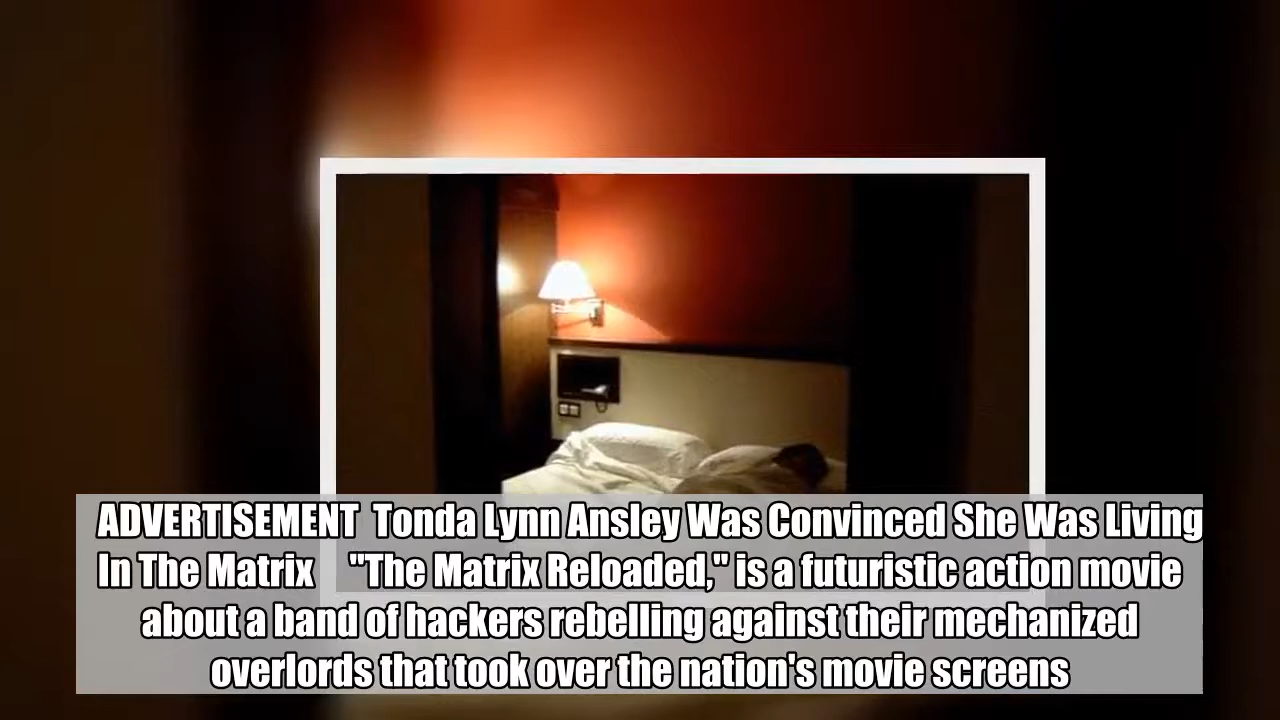 ADVERTISEMENT Tonda Lynn Ansley Was Convinced She Was Living
In The Matrix "The Matrix Reloaded," is a futuristic action movie
about a band of hackers rebelling against their mechanized
overlords that took over the nation's movie screens